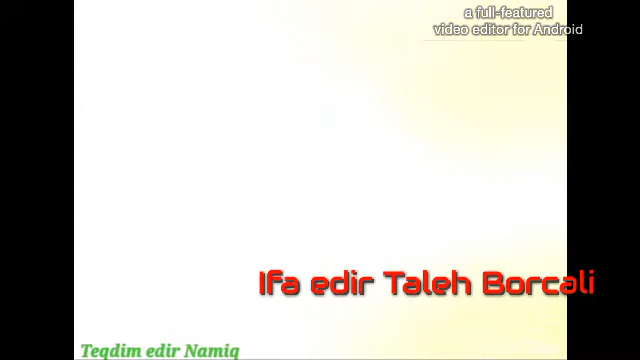 a full-featured
video editor for Android
Ifa edir Taleh Borcali
Teqdim edir Namiq